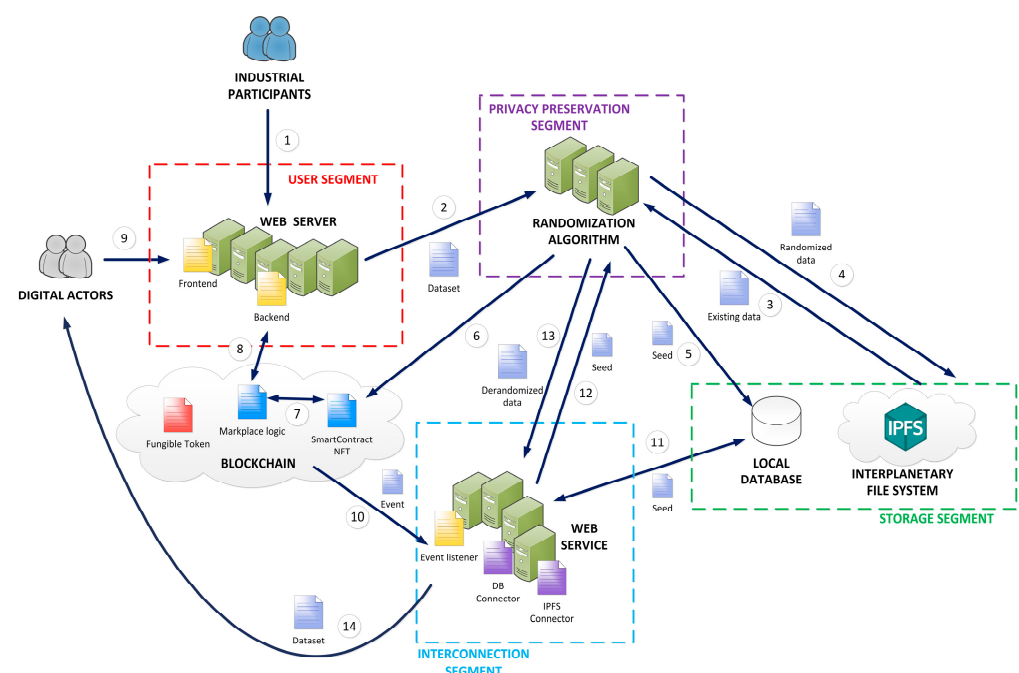 INDUSTRIAL
PARTICIPANTS
1
PRIVACY PRESERVATION
SEGMENT
USER SEGMENT
WEB SERVER
2
RANDOMIZATION
ALGORITHM
Randomized
data
4
9
Frontend
Dataset
DIGITAL ACTORS
Backend
Existing data
3
8
6
13
Seed
Seed
5
Derandomized
data
12
Fungible Token
Markplace logic
7
SmartContract
NFT
BLOCKCHAIN
IPFS
11
LOCAL
DATABASE
INTERPLANETARY
FILE SYSTEM
Seed
STORAGE SEGMENT
Event
10
WEB
SERVICE
Event listener
DB
Connector
IPFS
Connector
Dataset
14
INTERCONNECTION
SEGMENT